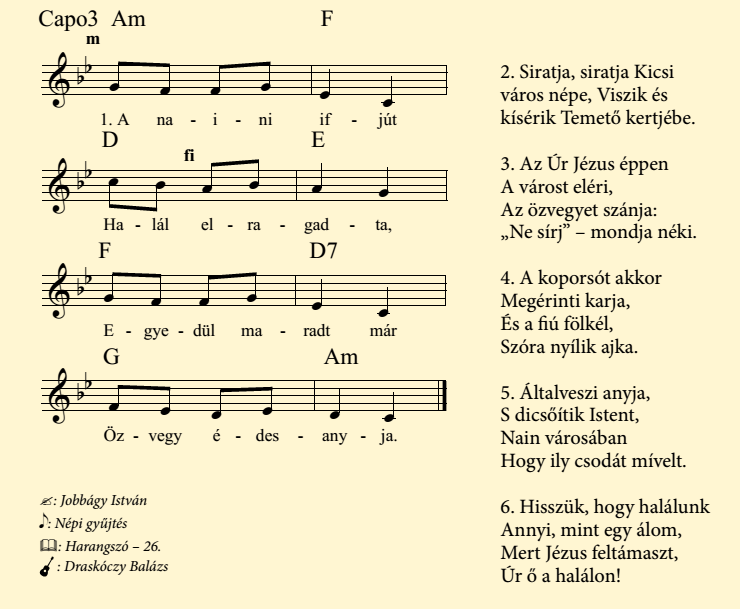 Capo3 Am F
m
1. A na - i - ni if - jút
D fi E
Ha - lál el - ra - gad - ta,
F D7
E - gye - dül ma - radt már
G Am
Öz - vegy é - des - any - ja.
: Jobbágy István
: Népi gyűjtés
: Harangszó – 26.
: Draskóczy Balázs
2. Siratja, siratja Kicsi
város népe, Viszik és
kísérik Temető kertjébe.
3. Az Úr Jézus éppen
A várost eléri,
Az özvegyet szánja:
„Ne sírj” – mondja néki.
4. A koporsót akkor
Megérinti karja,
És a fiú fölkél,
Szóra nyílik ajka.
5. Általveszi anyja,
S dicsőítik Istent,
Nain városában
Hogy ily csodát mívelt.
6. Hisszük, hogy halálunk
Annyi, mint egy álom,
Mert Jézus feltámaszt,
Úr ő a halálon!